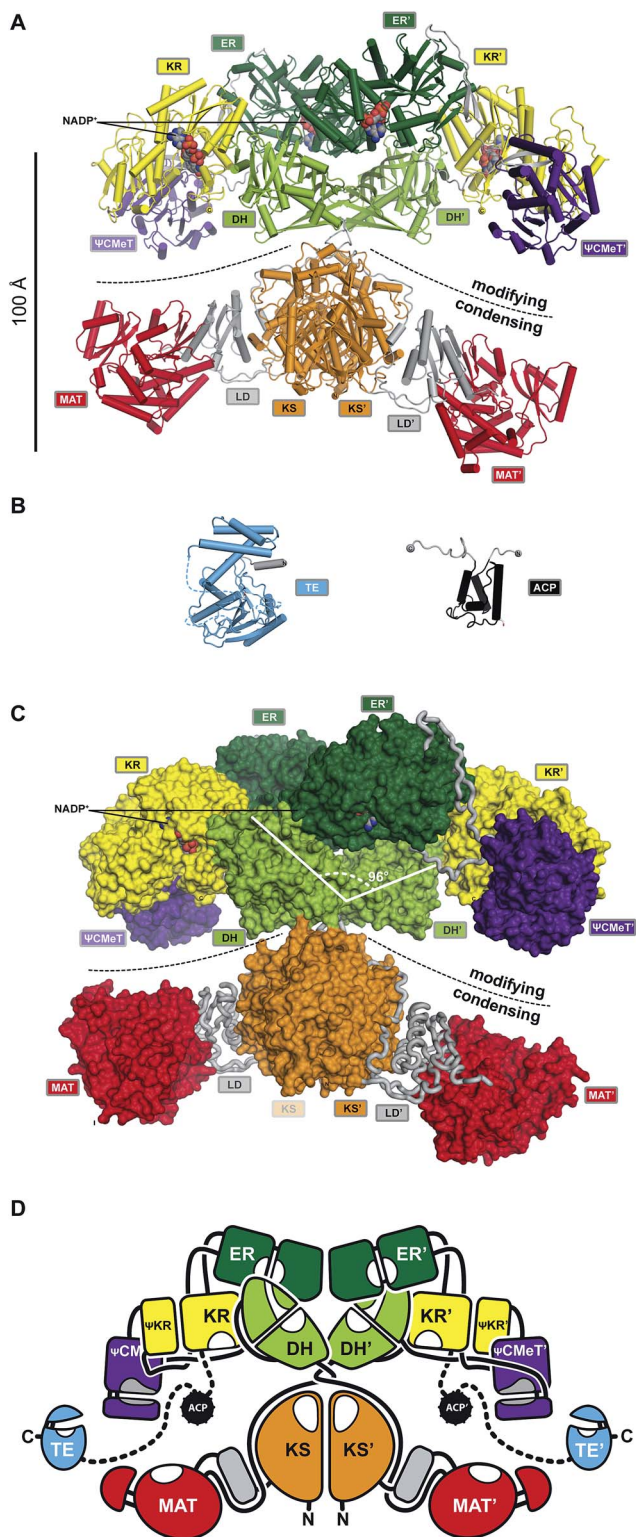 A
ER
ER'
KR
KR'
NADP⁺
DH
DH'
ΨCMeT
ΨCMeT'
100 Å
modifying
condensing
MAT
LD
KS
KS'
LD'
MAT'
B
TE
ACP
C
ER
ER'
KR
KR'
NADP⁺
96°
ΨCMeT
DH
DH'
ΨCMeT'
modifying
condensing
MAT
LD
KS
KS'
LD'
MAT'
D
ER
ER'
ΨKR
KR
KR'
ΨKR'
ΨCM
DH
DH'
ΨCMeT'
ACP
ACP'
C
TE
KS
KS'
TE'
C
MAT
MAT'
N
N